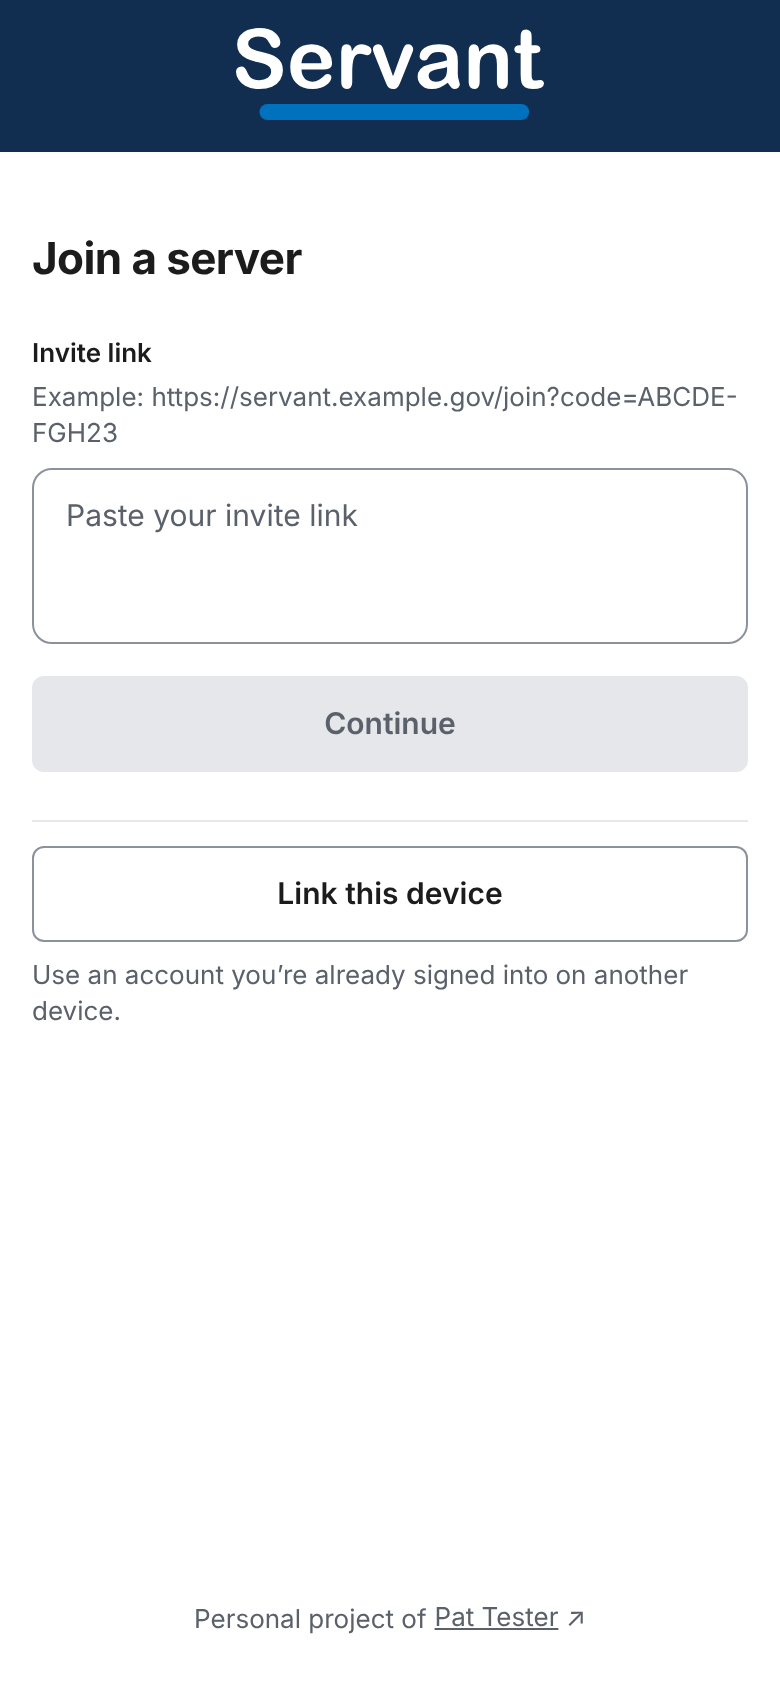 Servant
Join a server
Invite link
Example: https://servant.example.gov/join?code=ABCDE-
FGH23
Paste your invite link
Continue
Link this device
Use an account you’re already signed into on another
device.
Personal project of Pat Tester ↗